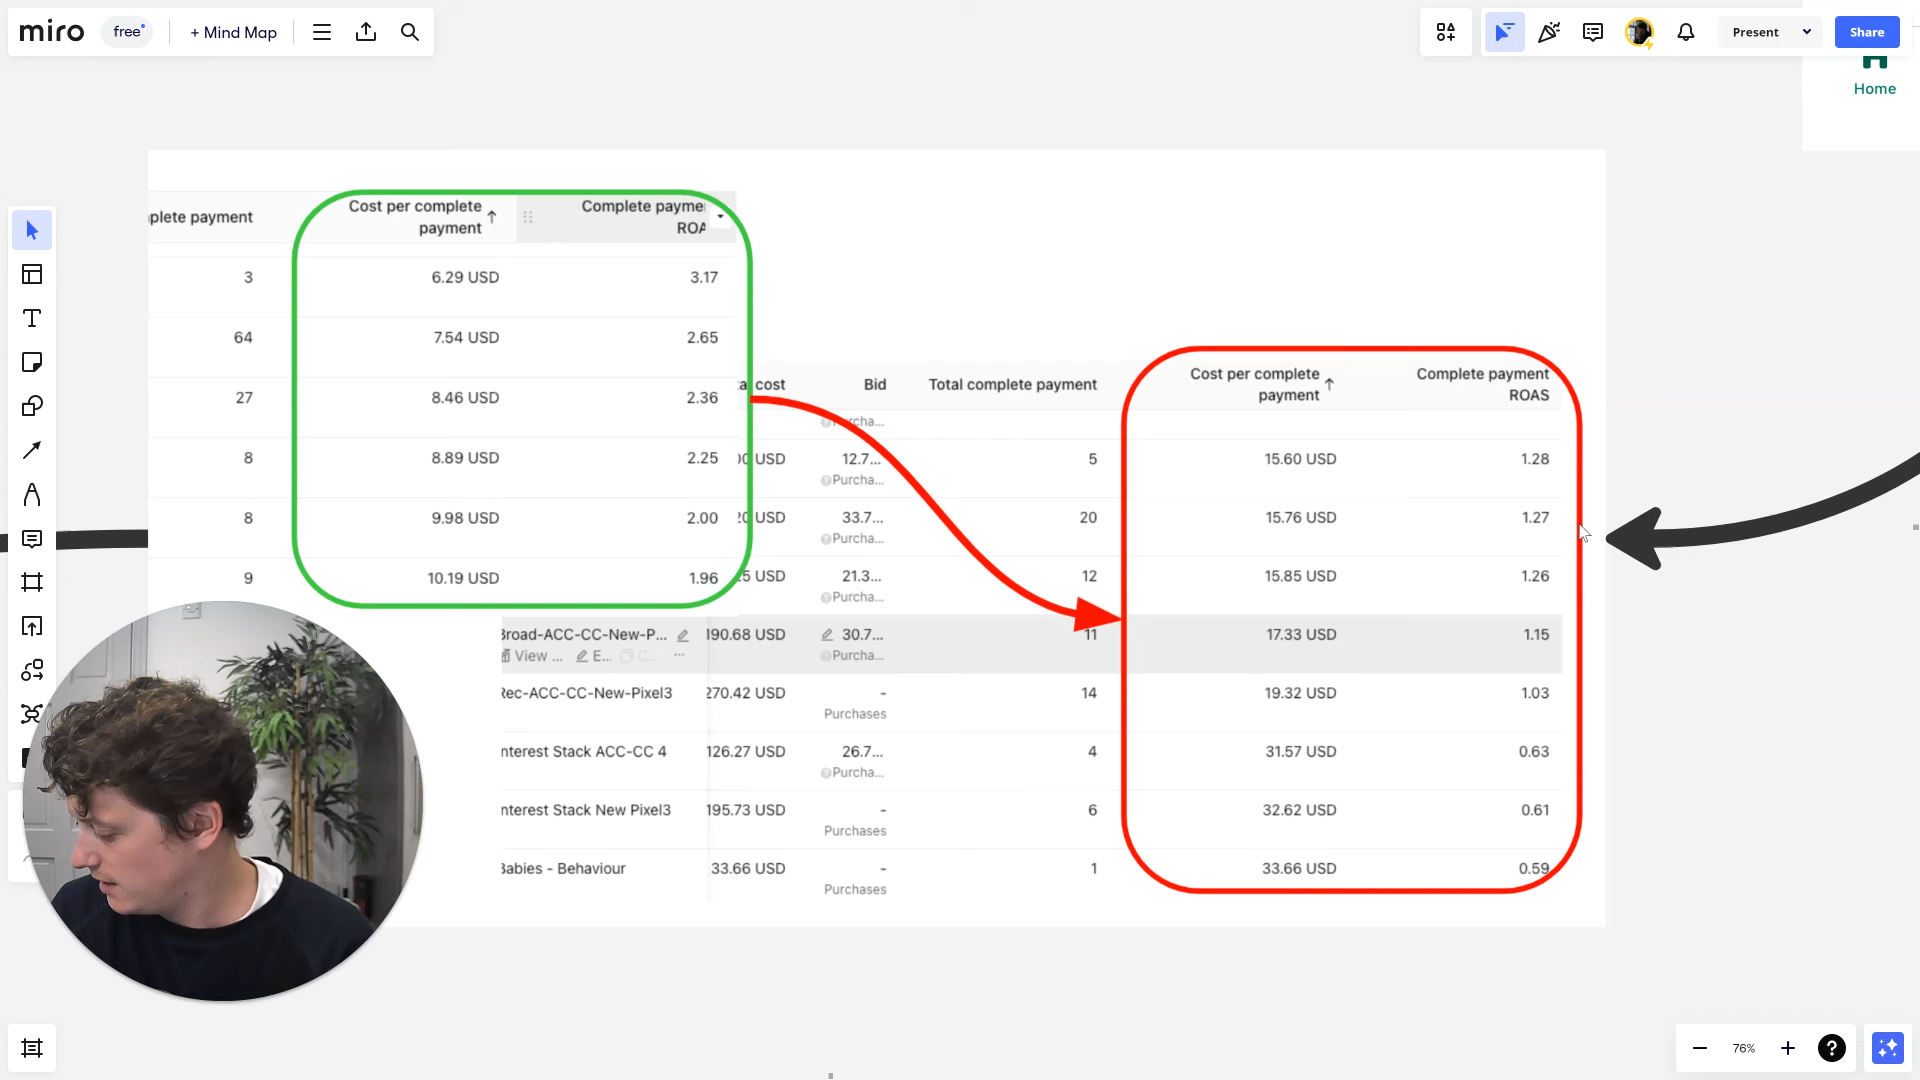 miro
free
+ Mind Map
Present
Share
Home
plete payment
Cost per complete
payment
Complete payme
ROA
3
6.29 USD
3.17
64
7.54 USD
2.65
27
8.46 USD
2.36
8
8.89 USD
2.25
8
9.98 USD
2.00
9
10.19 USD
1.96
cost
Bid
Total complete payment
Cost per complete
payment
Complete payment
ROAS
Purcha...
USD
12.7...
Purcha...
5
15.60 USD
1.28
USD
33.7...
Purcha...
20
15.76 USD
1.27
5 USD
21.3...
Purcha...
12
15.85 USD
1.26
Broad-ACC-CC-New-P...
View ...
E...
C...
190.68 USD
30.7...
Purcha...
11
17.33 USD
1.15
Rec-ACC-CC-New-Pixel3
270.42 USD
-
Purchases
14
19.32 USD
1.03
nterest Stack ACC-CC 4
126.27 USD
26.7...
Purcha...
4
31.57 USD
0.63
nterest Stack New Pixel3
195.73 USD
-
Purchases
6
32.62 USD
0.61
Babies - Behaviour
33.66 USD
-
Purchases
1
33.66 USD
0.59
76%
?